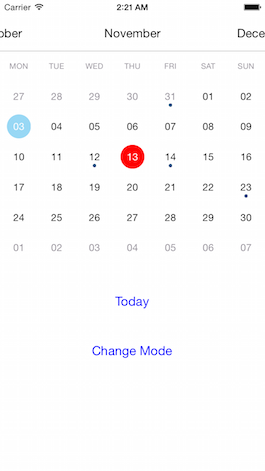 Carrier 2:21 AM
ober November Dece
MON TUE WED THU FRI SAT SUN
27 28 29 30 31 01 02
03 04 05 06 07 08 09
10 11 12 13 14 15 16
17 18 19 20 21 22 23
24 25 26 27 28 29 30
01 02 03 04 05 06 07
Today
Change Mode